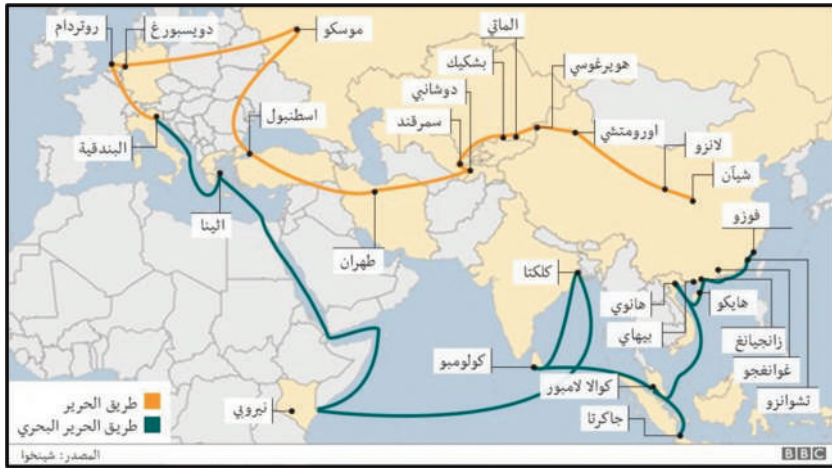 روتردام
دويسبورغ
موسكو
الماتي
بشكيك
هويرغوسي
دوشانبي
سمرقند
اسطنبول
البندقية
اورومتشي
لانزو
شيآن
اثينا
طهران
فوزو
كلكتا
هانوي
هايكو
بيهاي
زانجيانغ
غوانغجو
تشوانزو
كولومبو
كوالا لامبور
جاكرتا
نيروبي
طريق الحرير
طريق الحرير البحري
المصدر: شينخوا
BBC